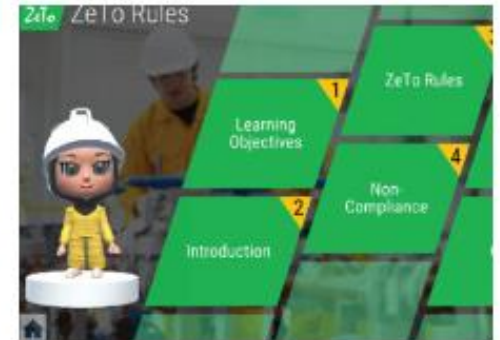 ZeTo ZeTo Rules
1
Learning
Objectives
2
Introduction
ZeTo Rules
4
Non-
Compliance